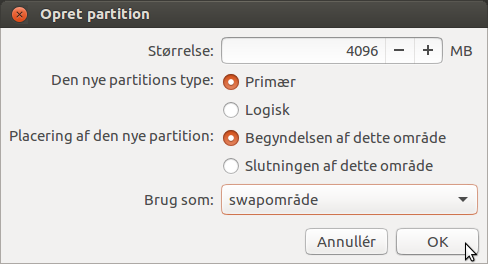 Opret partition
Størrelse: 4096 MB
Den nye partitions type: Primær
Logisk
Placering af den nye partition: Begyndelsen af dette område
Slutningen af dette område
Brug som: swapområde
Annullér OK